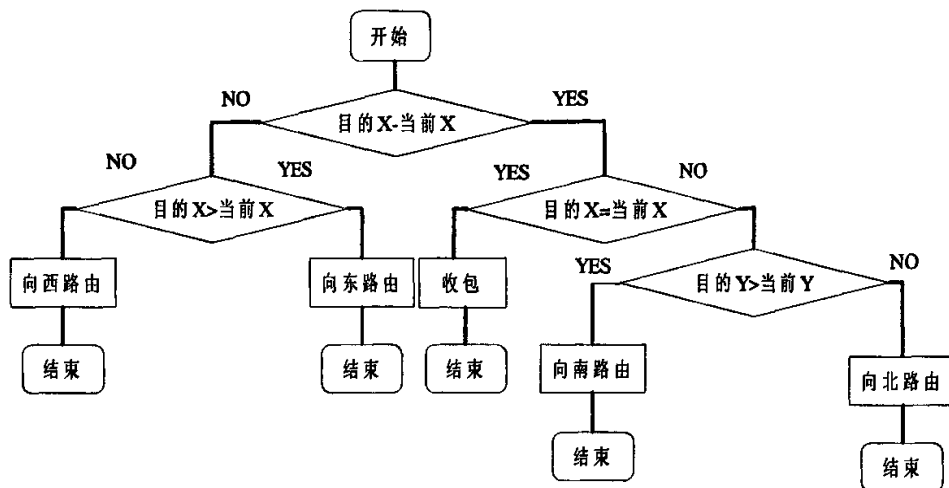 开始
NO
YES
目的X-当前X
NO
YES
YES
NO
目的X>当前X
目的X=当前X
向西路由
向东路由
收包
YES
NO
目的Y>当前Y
结束
结束
结束
向南路由
向北路由
结束
结束